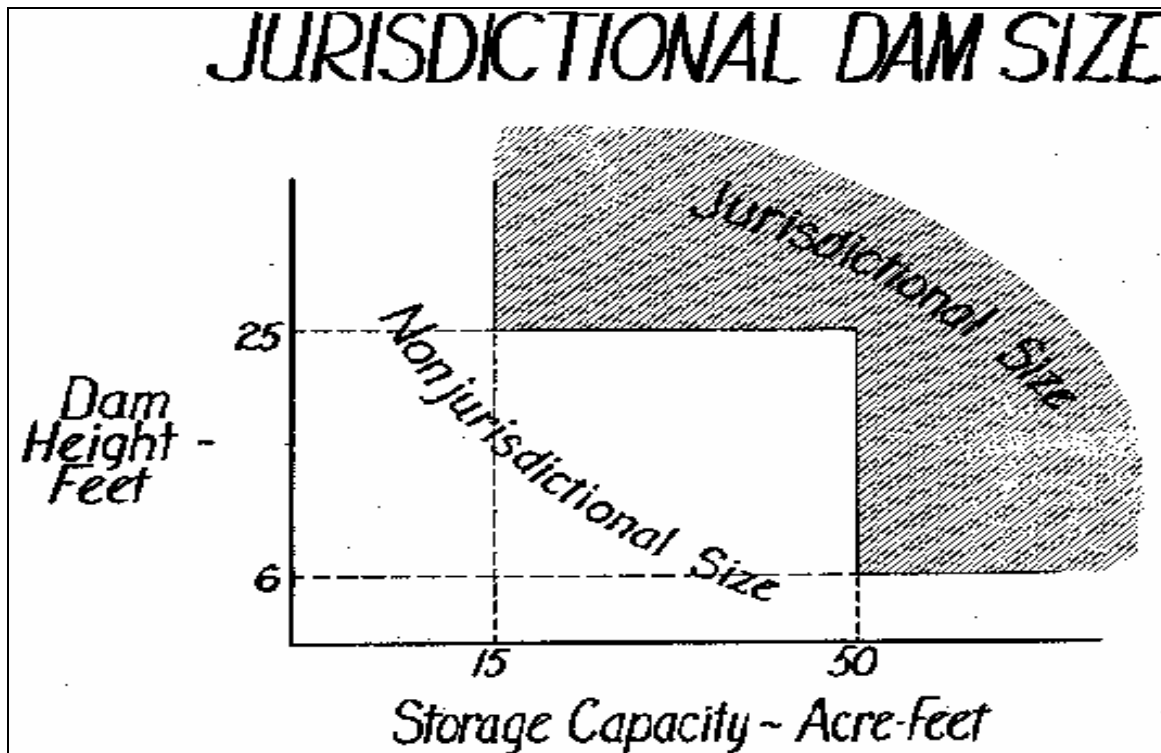 JURISDICTIONAL DAM SIZE
Jurisdictional Size
Nonjurisdictional Size
25
Dam
Height -
Feet
6
15
50
Storage Capacity ~ Acre-Feet